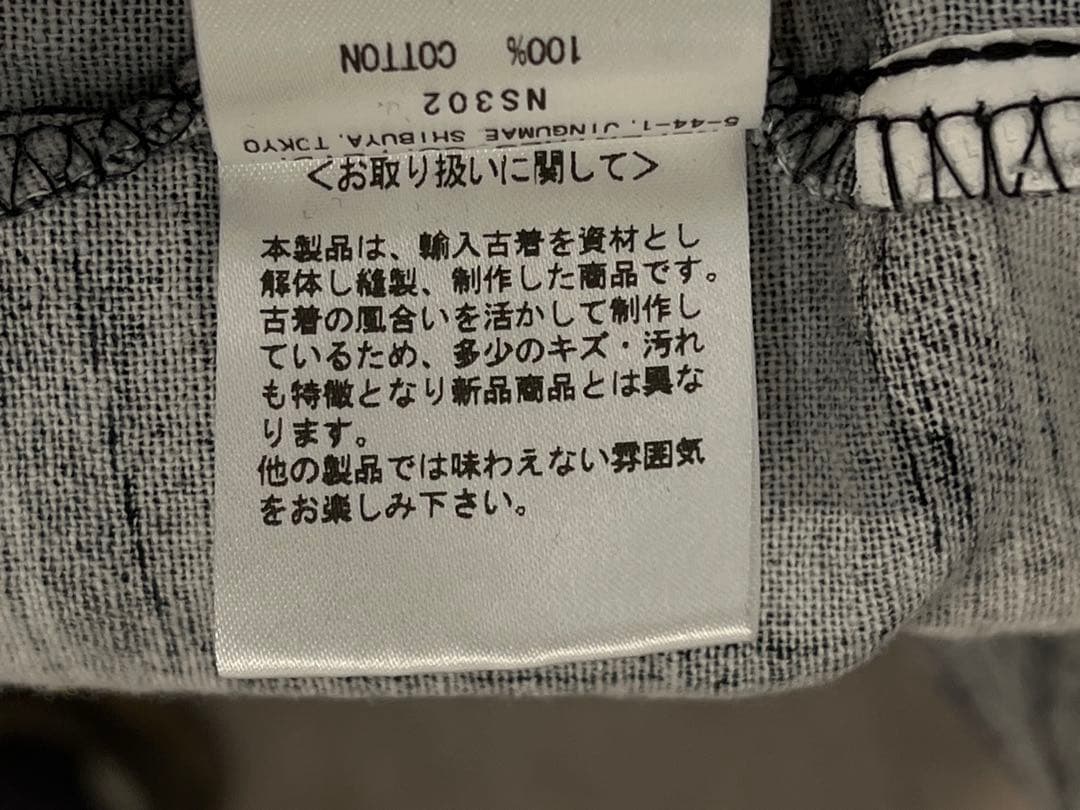 100% COTTON
NS302
5-44-1, JINGUMAE SHIBUYA, TOKYO
<お取り扱いに関して>
本製品は、輸入古着を資材とし
解体し縫製、制作した商品です。
古着の風合いを活かして制作し
ているため、多少のキズ・汚れ
も特徴となり新品商品とは異な
ります。
他の製品では味わえない雰囲気
をお楽しみ下さい。